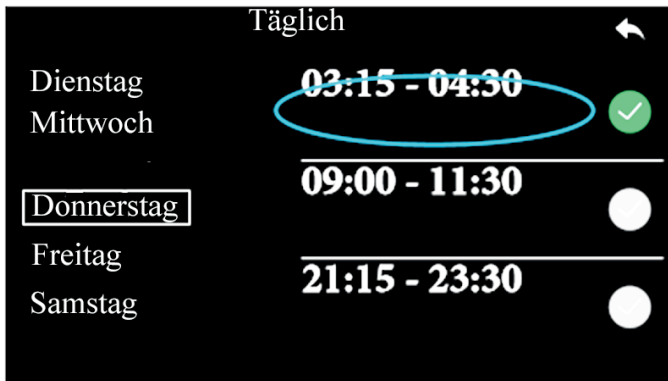 Täglich
Dienstag
Mittwoch
Donnerstag
Freitag
Samstag
03:15 - 04:30
09:00 - 11:30
21:15 - 23:30